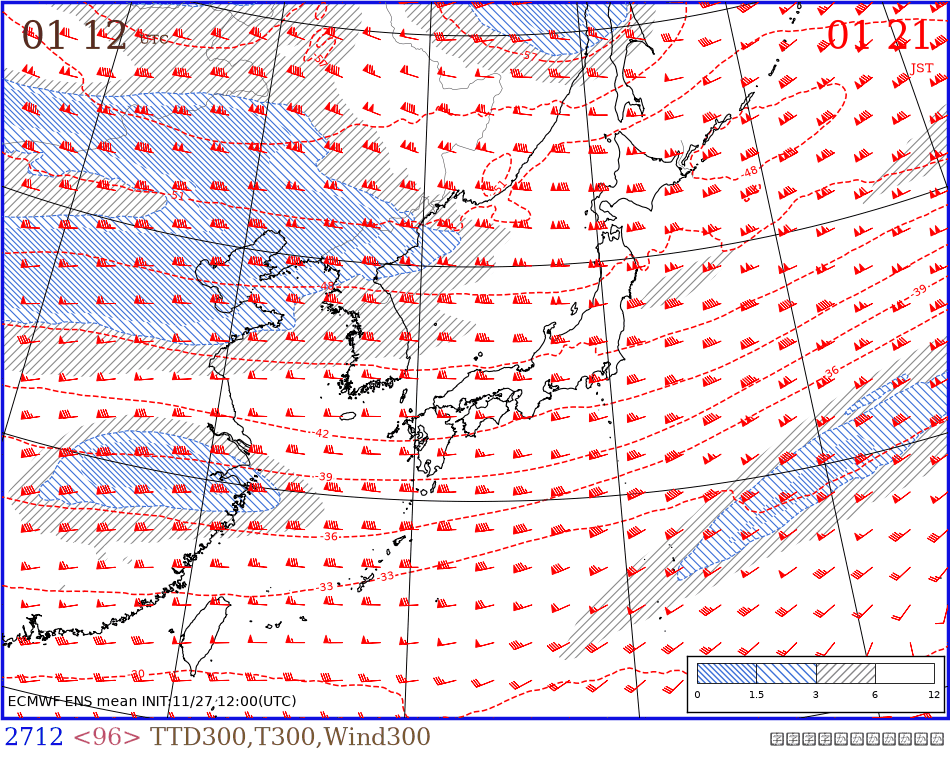 01 12 UTC
01 21 JST
-57
-57
-51
-51
-48
-48
-39
-36
-42
-39
-36
-33
-33
-30
0 1.5 3 6 12
ECMWF ENS mean INIT:11/27 12:00(UTC)
2712 <96> TTD300,T300,Wind300